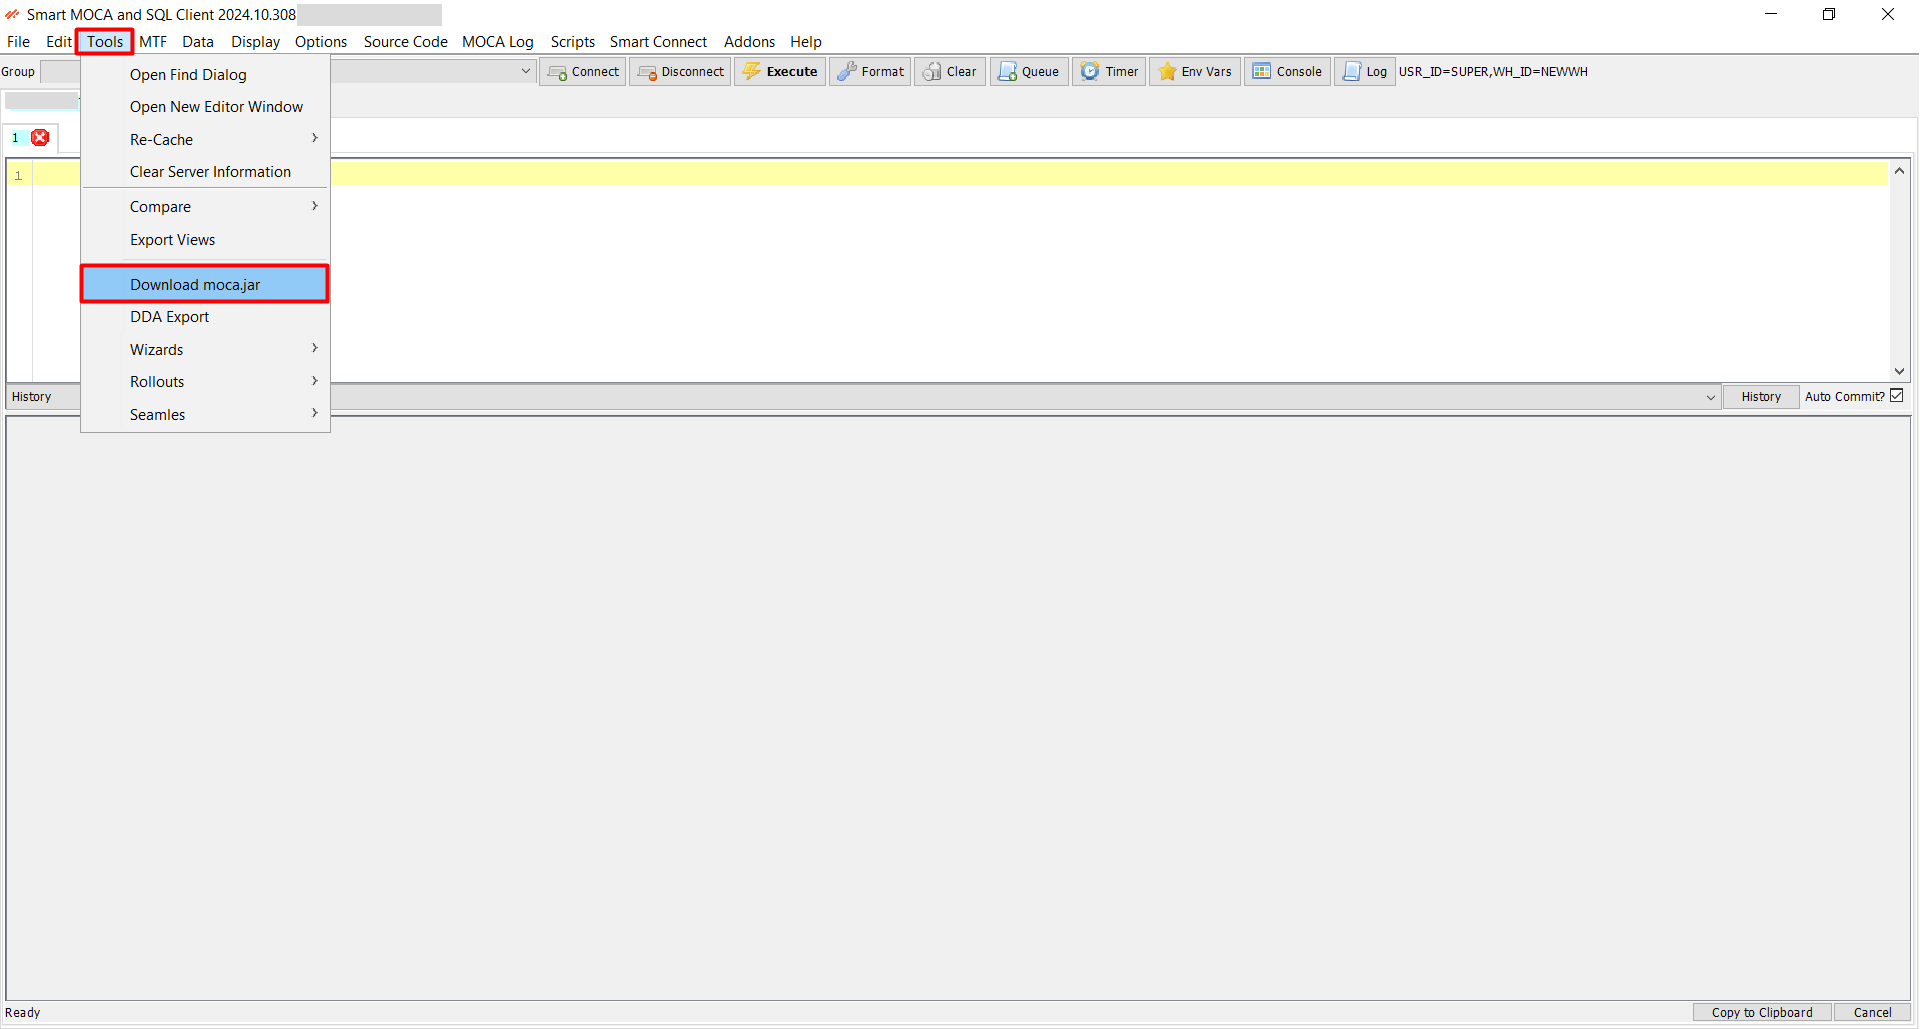 Smart MOCA and SQL Client 2024.10.308
File Edit Tools MTF Data Display Options Source Code MOCA Log Scripts Smart Connect Addons Help
Group Connect Disconnect Execute Format Clear Queue Timer Env Vars Console Log USR_ID=SUPER,WH_ID=NEWWH
Open Find Dialog
Open New Editor Window
1
Re-Cache
Clear Server Information
1
Compare
Export Views
Download moca.jar
DDA Export
Wizards
Rollouts
Seamles
History History Auto Commit?
Ready Copy to Clipboard Cancel